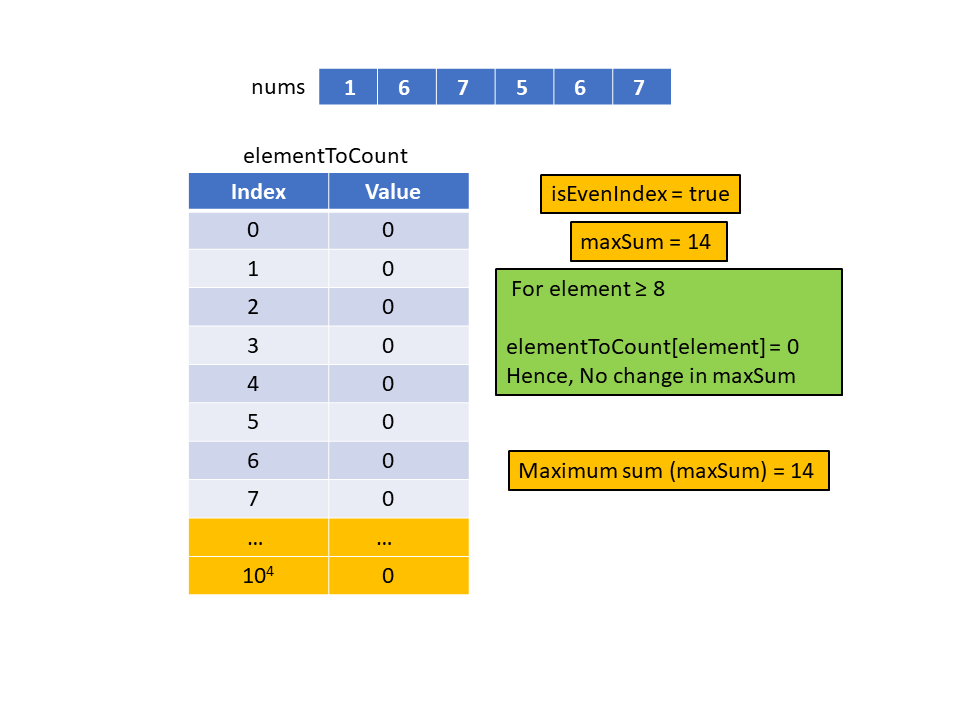 nums 1 6 7 5 6 7
elementToCount
Index Value
0 0
1 0
2 0
3 0
4 0
5 0
6 0
7 0
... ...
10⁴ 0
isEvenIndex = true
maxSum = 14
For element ≥ 8
elementToCount[element] = 0
Hence, No change in maxSum
Maximum sum (maxSum) = 14